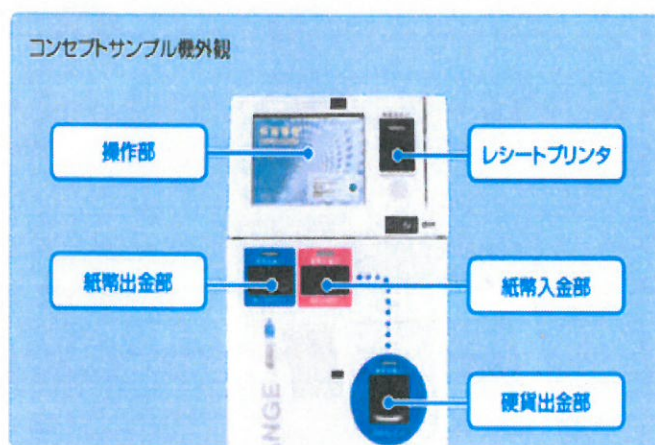 コンセプトサンプル機外観
操作部
レシートプリンタ
紙幣出金部
紙幣入金部
硬貨出金部
ANGE